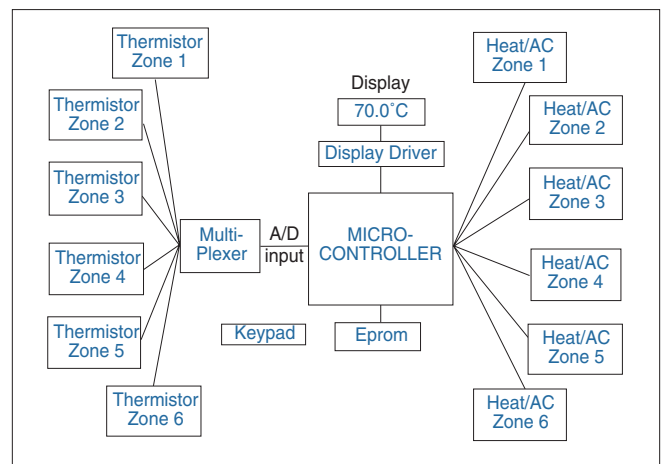 Thermistor
Zone 1
Thermistor
Zone 2
Thermistor
Zone 3
Thermistor
Zone 4
Thermistor
Zone 5
Thermistor
Zone 6
Multi-
Plexer
A/D
input
Display
70.0˚C
Display Driver
MICRO-
CONTROLLER
Keypad
Eprom
Heat/AC
Zone 1
Heat/AC
Zone 2
Heat/AC
Zone 3
Heat/AC
Zone 4
Heat/AC
Zone 5
Heat/AC
Zone 6